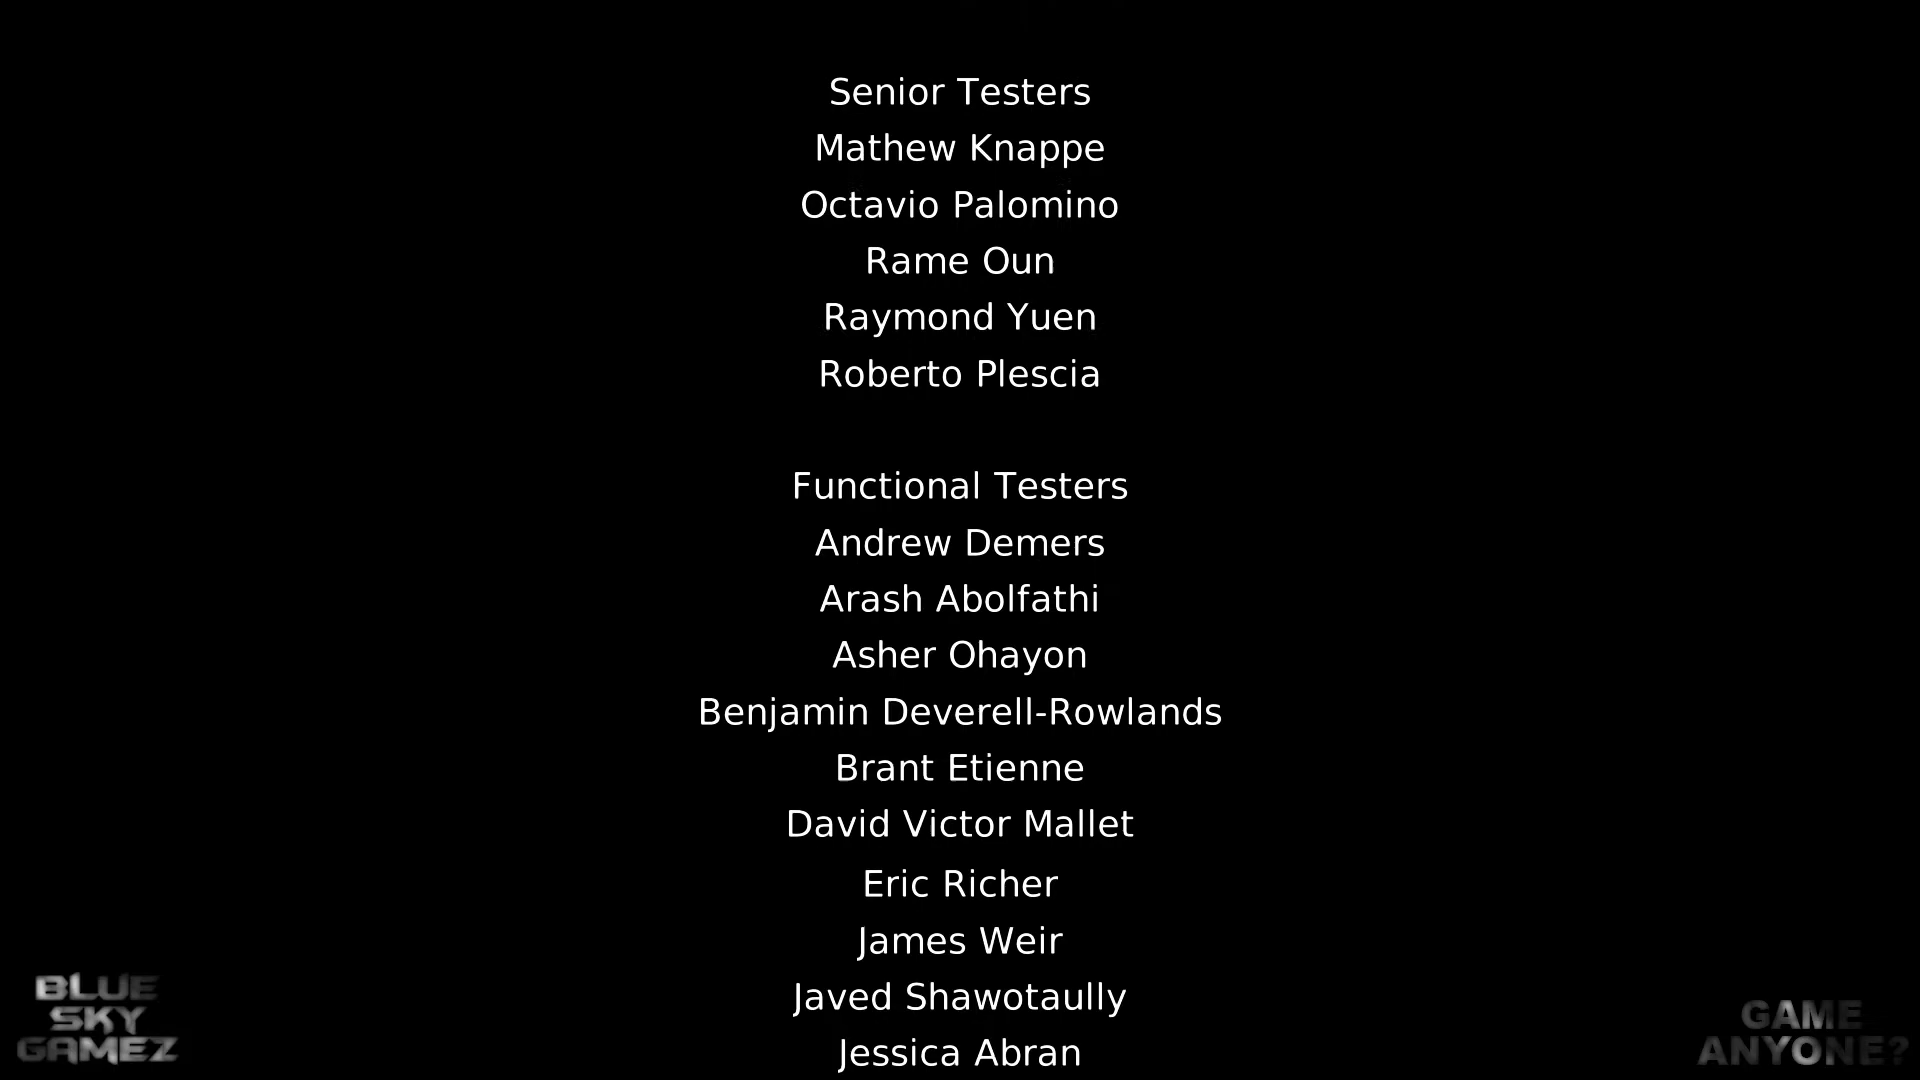 Senior Testers
Mathew Knappe
Octavio Palomino
Rame Oun
Raymond Yuen
Roberto Plescia
Functional Testers
Andrew Demers
Arash Abolfathi
Asher Ohayon
Benjamin Deverell-Rowlands
Brant Etienne
David Victor Mallet
Eric Richer
James Weir
Javed Shawotaully
Jessica Abran
BLUE
SKY
GAMEZ
GAME
ANYONE?